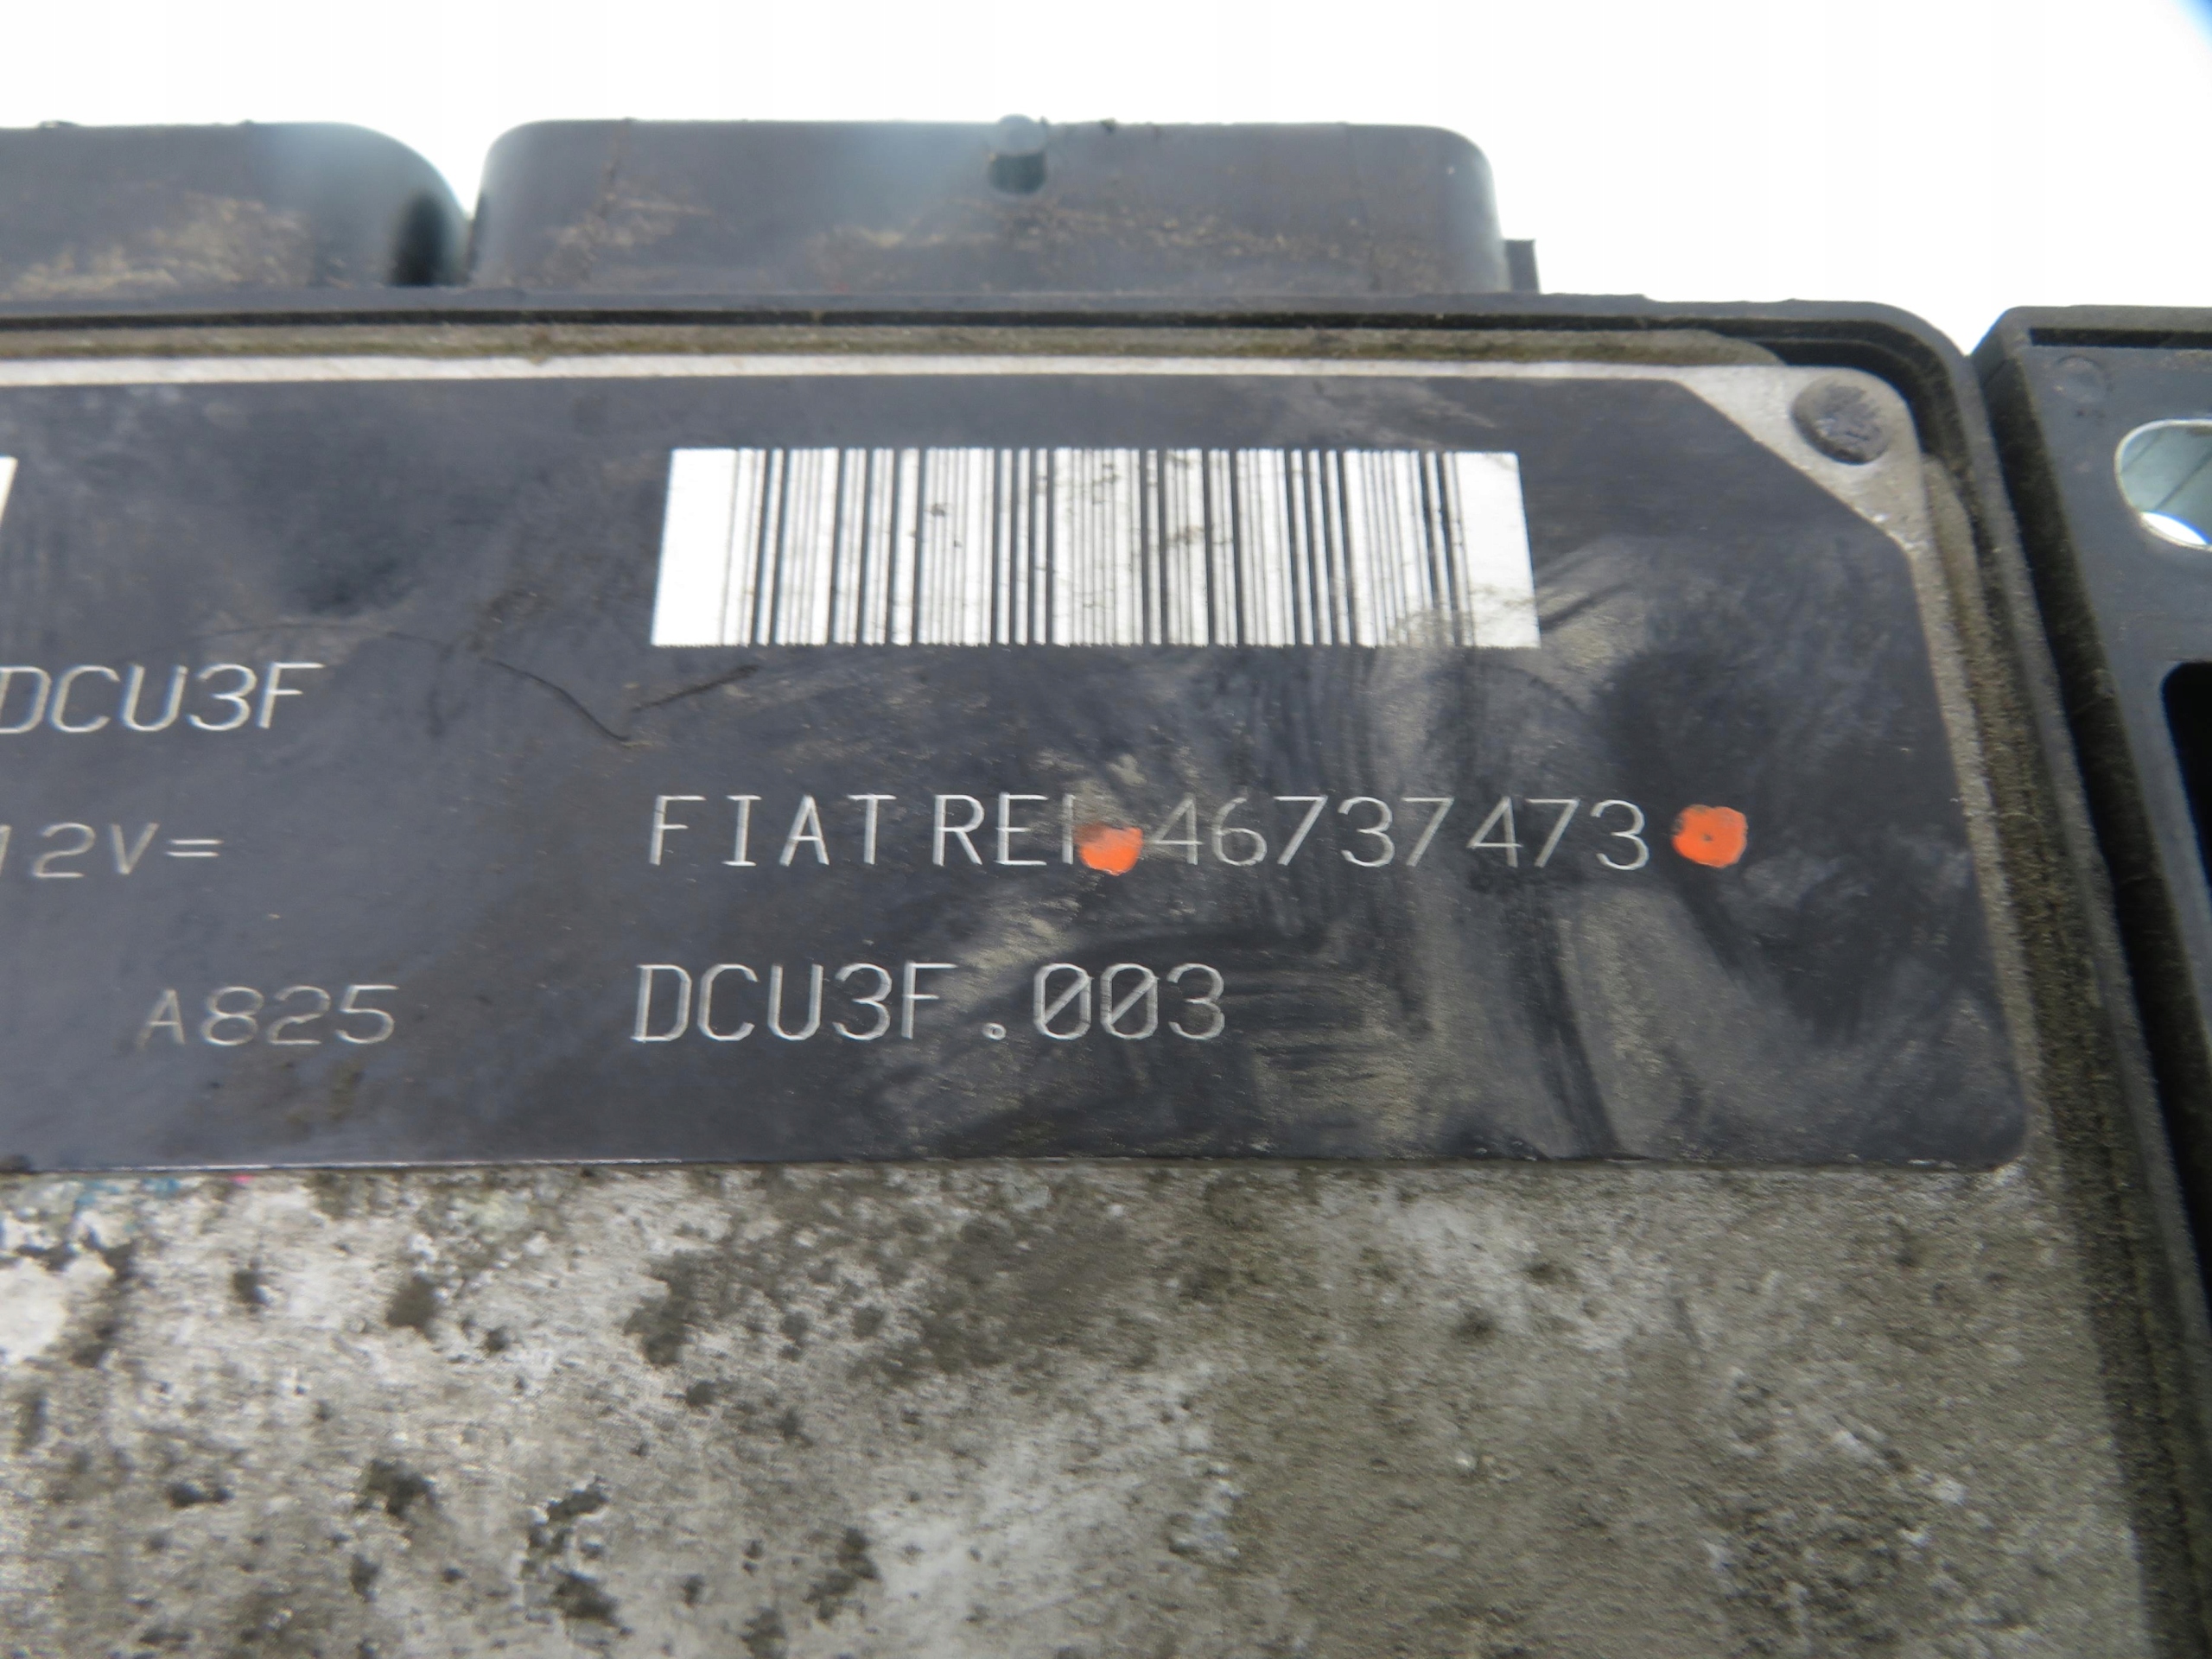 DCU3F
12V=
FIAT REF 46737473
A825 DCU3F.003